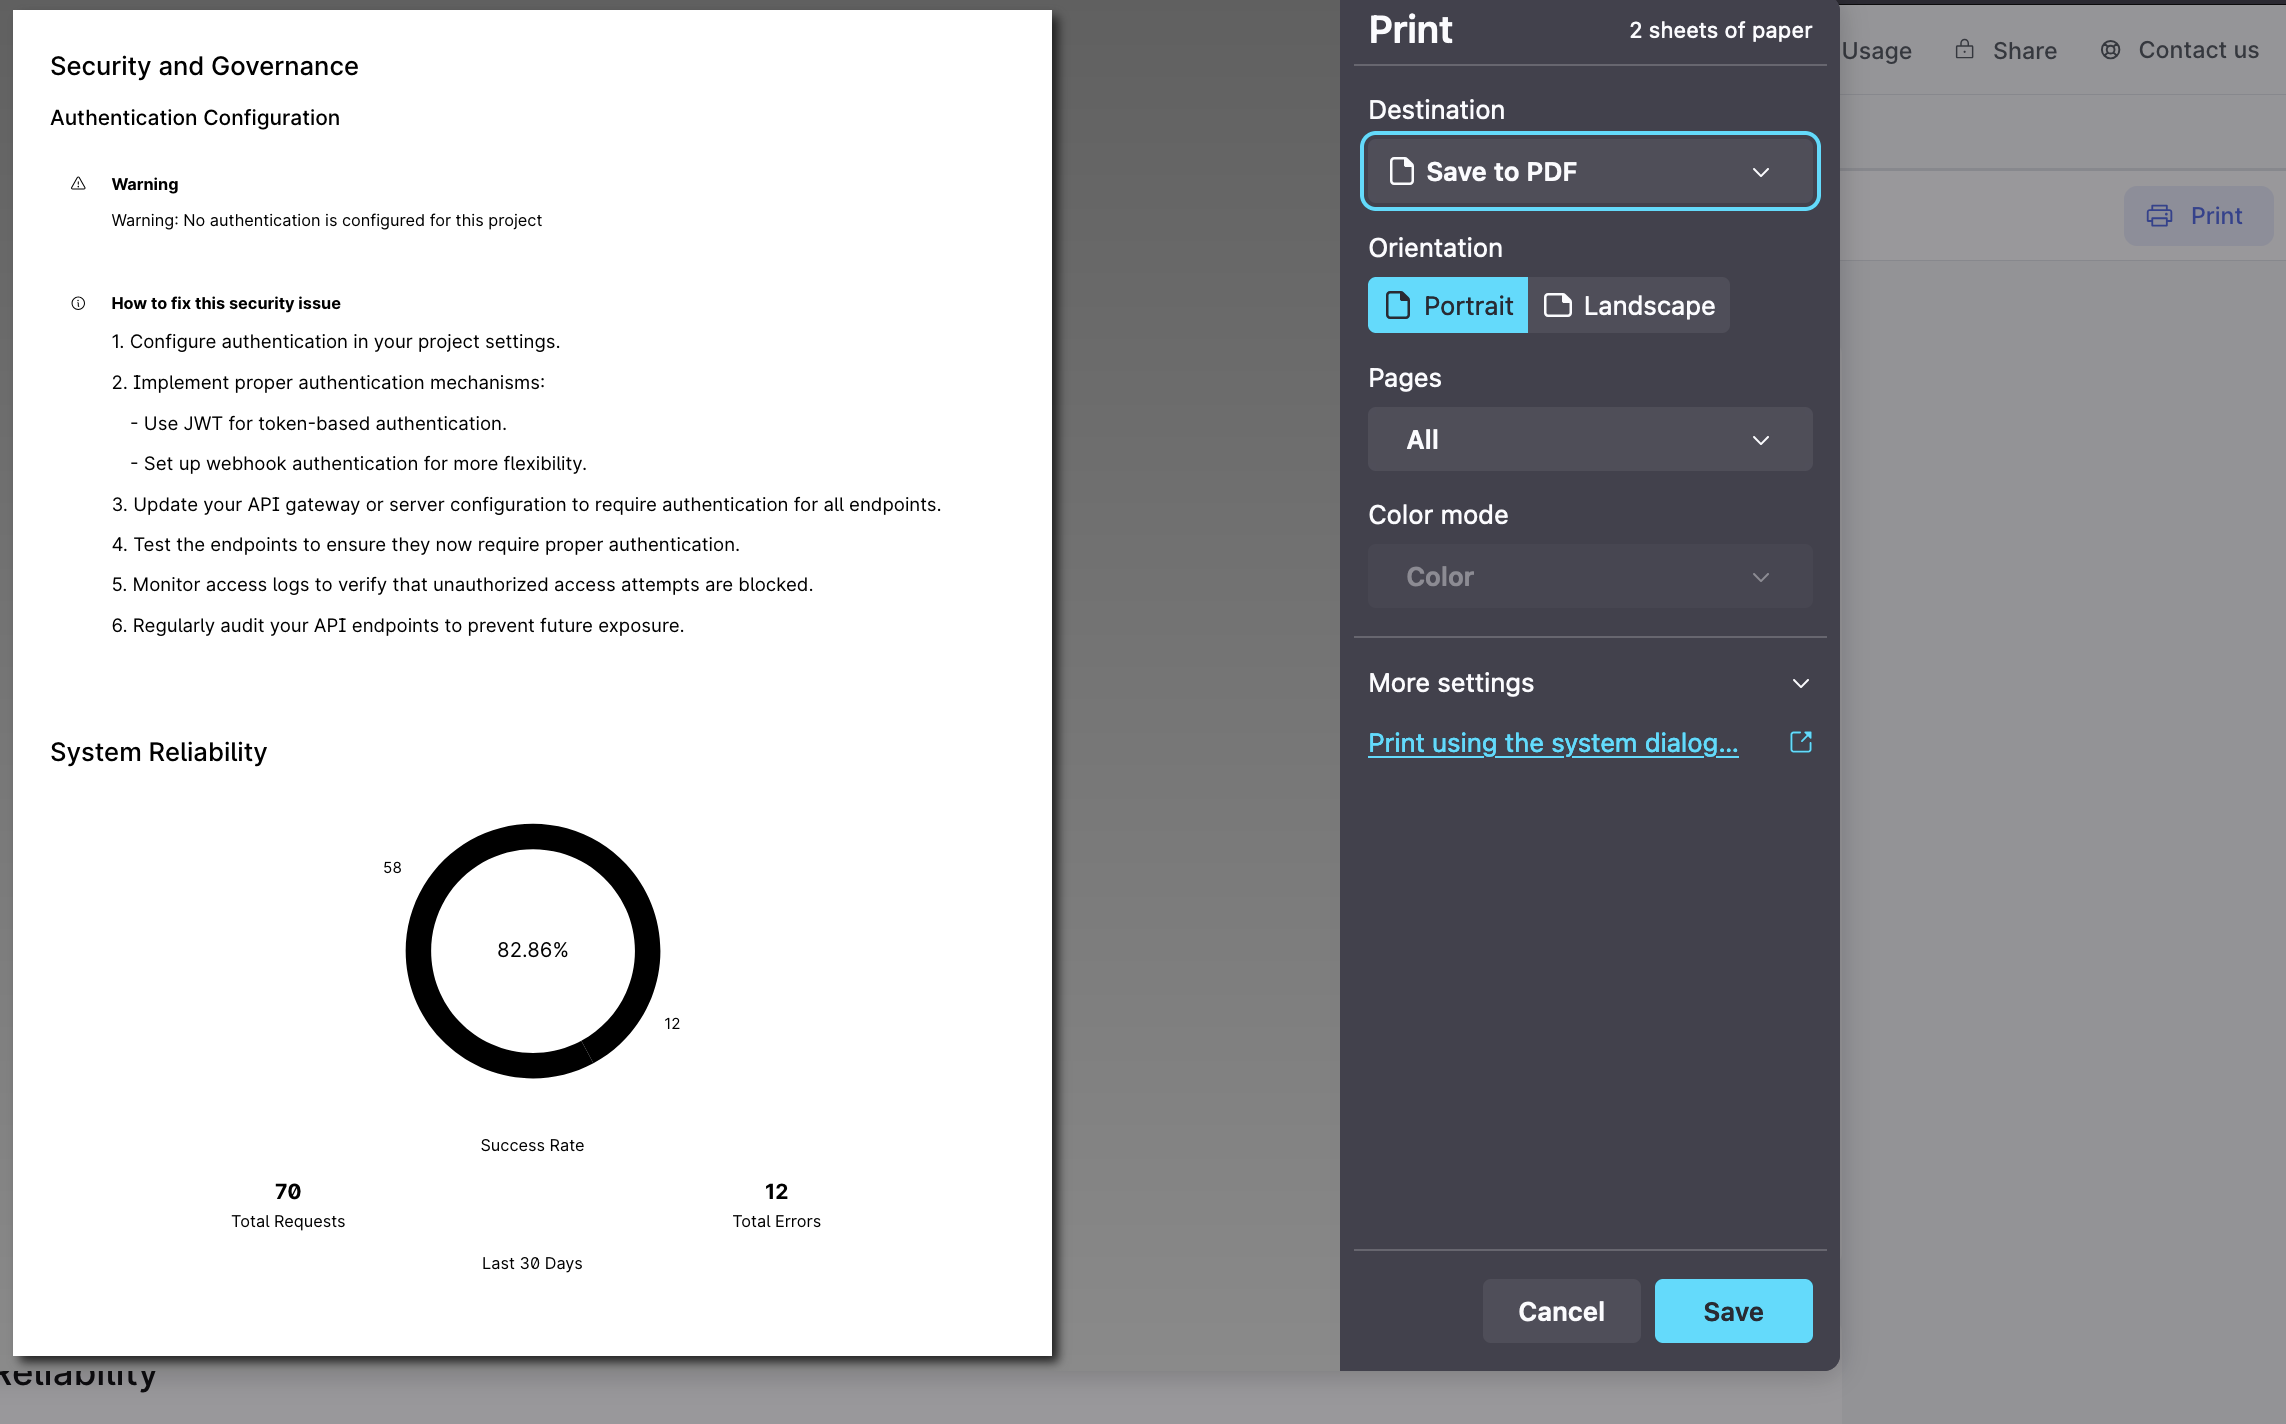 Security and Governance
Authentication Configuration
Warning
Warning: No authentication is configured for this project
How to fix this security issue
1. Configure authentication in your project settings.
2. Implement proper authentication mechanisms:
- Use JWT for token-based authentication.
- Set up webhook authentication for more flexibility.
3. Update your API gateway or server configuration to require authentication for all endpoints.
4. Test the endpoints to ensure they now require proper authentication.
5. Monitor access logs to verify that unauthorized access attempts are blocked.
6. Regularly audit your API endpoints to prevent future exposure.
System Reliability
58
82.86%
12
Success Rate
70
Total Requests
12
Total Errors
Last 30 Days
Reliability
Print
2 sheets of paper
Destination
Save to PDF
Orientation
Portrait
Landscape
Pages
All
Color mode
Color
More settings
Print using the system dialog...
Cancel
Save
Usage
Share
Contact us
Print